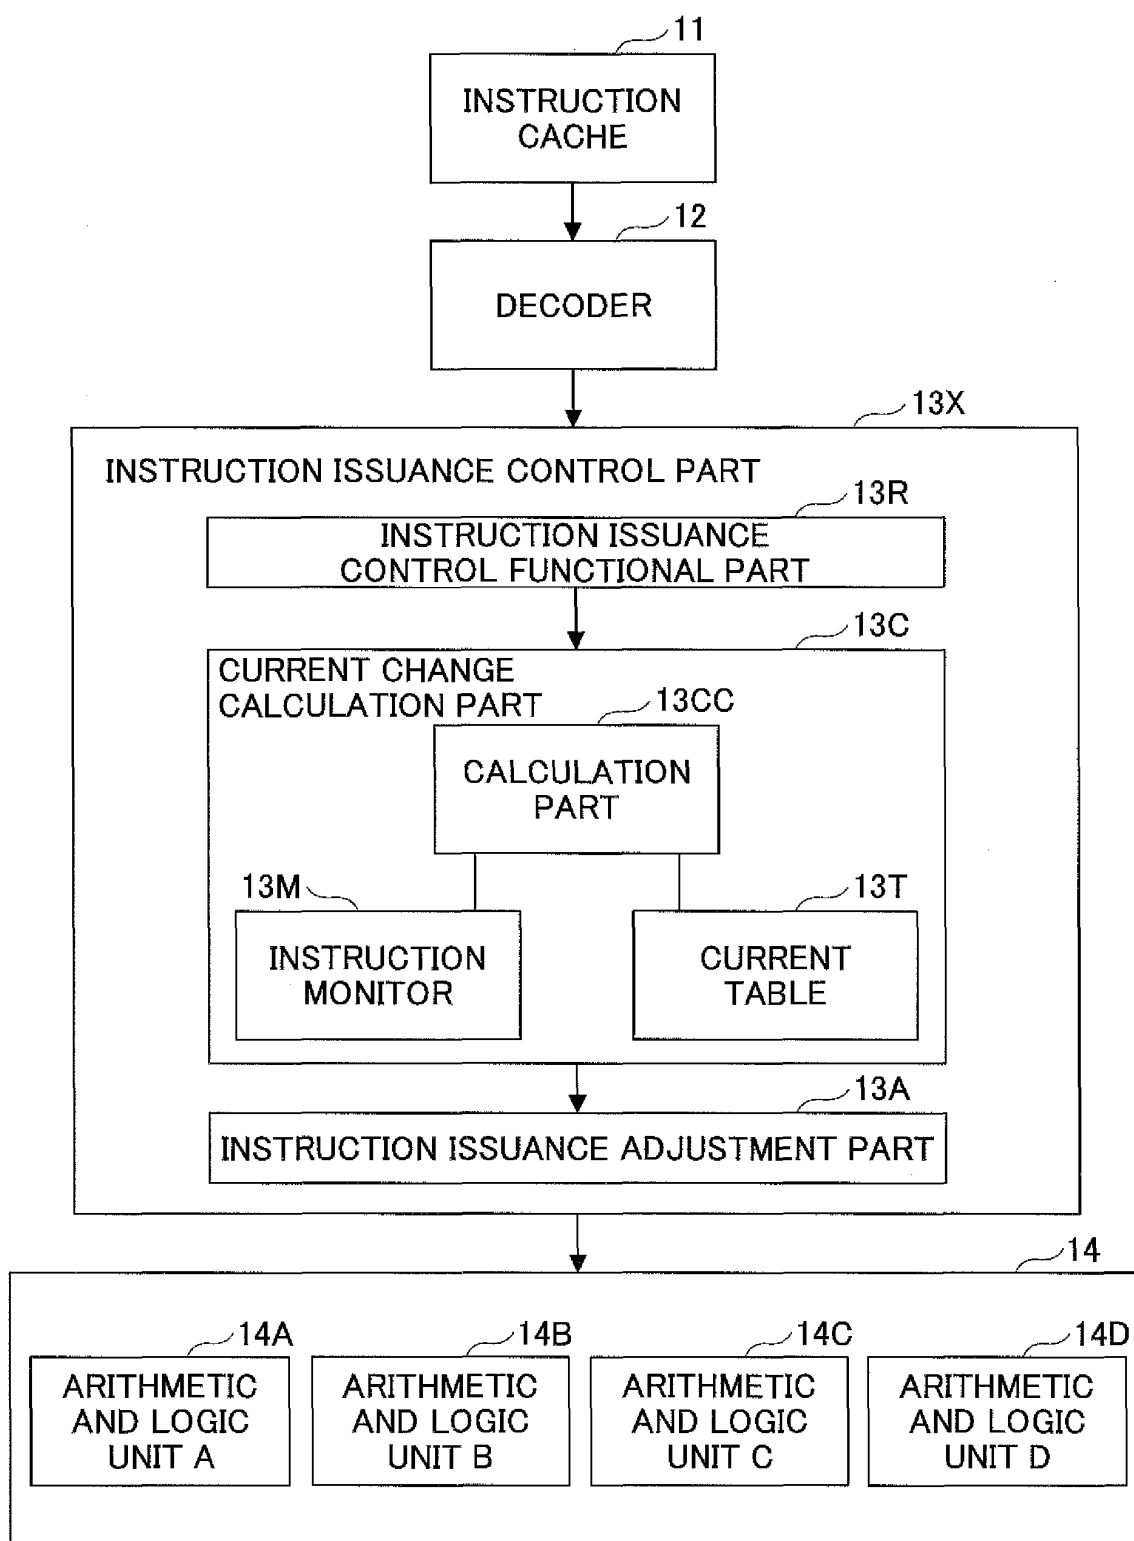 11
INSTRUCTION
CACHE
12
DECODER
13X
INSTRUCTION ISSUANCE CONTROL PART
13R
INSTRUCTION ISSUANCE
CONTROL FUNCTIONAL PART
13C
CURRENT CHANGE
CALCULATION PART
13CC
CALCULATION
PART
13M
INSTRUCTION
MONITOR
13T
CURRENT
TABLE
13A
INSTRUCTION ISSUANCE ADJUSTMENT PART
14
14A
ARITHMETIC
AND LOGIC
UNIT A
14B
ARITHMETIC
AND LOGIC
UNIT B
14C
ARITHMETIC
AND LOGIC
UNIT C
14D
ARITHMETIC
AND LOGIC
UNIT D